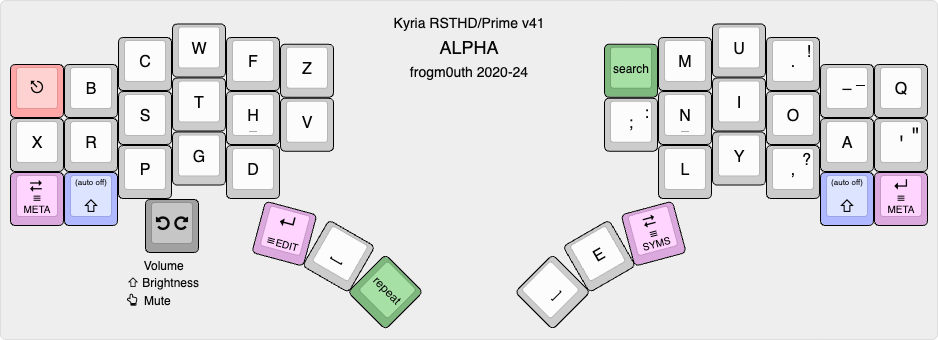 Kyria RSTHD/Prime v41
ALPHA
frogm0uth 2020-24
B
C
W
F
Z
search
M
U
. !
– —
Q
X
R
S
T
H
V
; :
N
I
O
A
' "
META
(auto off)
P
G
D
L
Y
, ?
(auto off)
META
EDIT
repeat
E
SYMS
Volume
Brightness
Mute